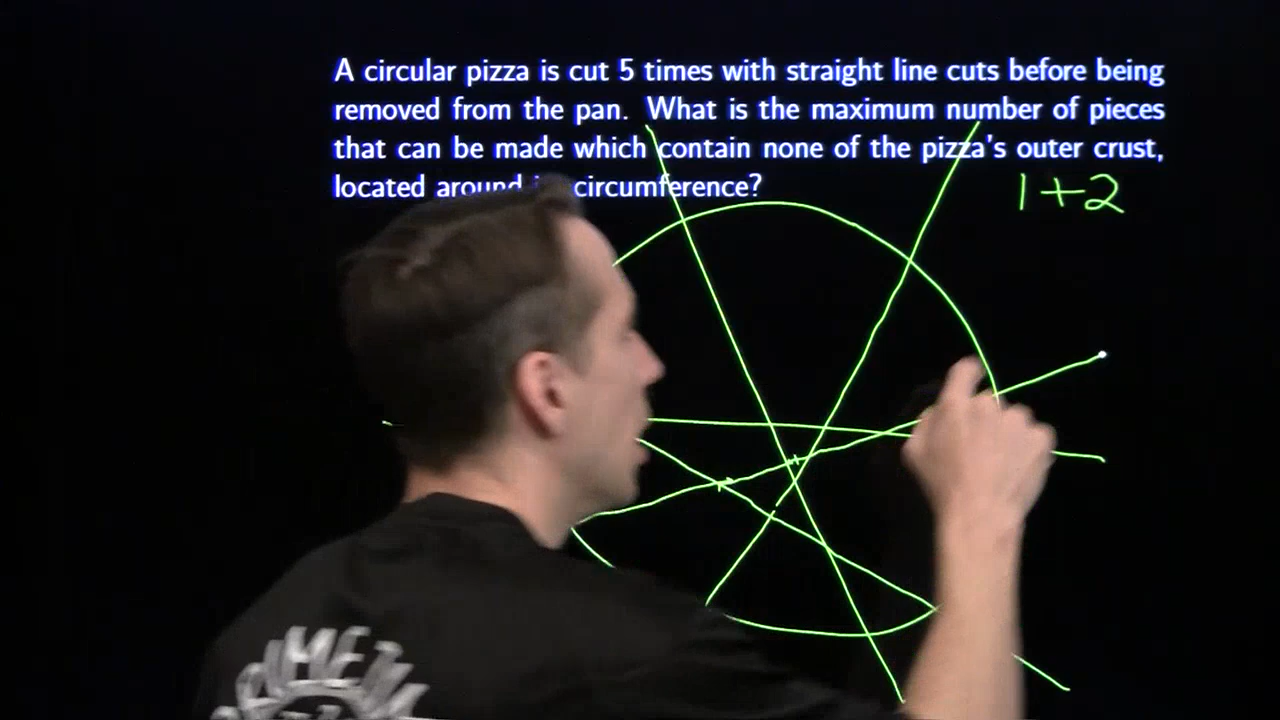 A circular pizza is cut 5 times with straight line cuts before being
removed from the pan. What is the maximum number of pieces
that can be made which contain none of the pizza's outer crust,
located around circumference?
1+2